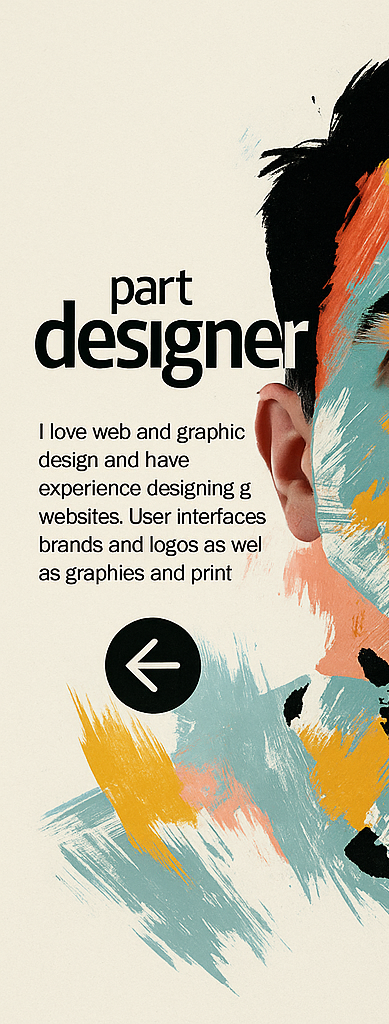 part
designer
I love web and graphic
design and have
experience designing g
websites. User interfaces
brands and logos as wel
as graphies and print